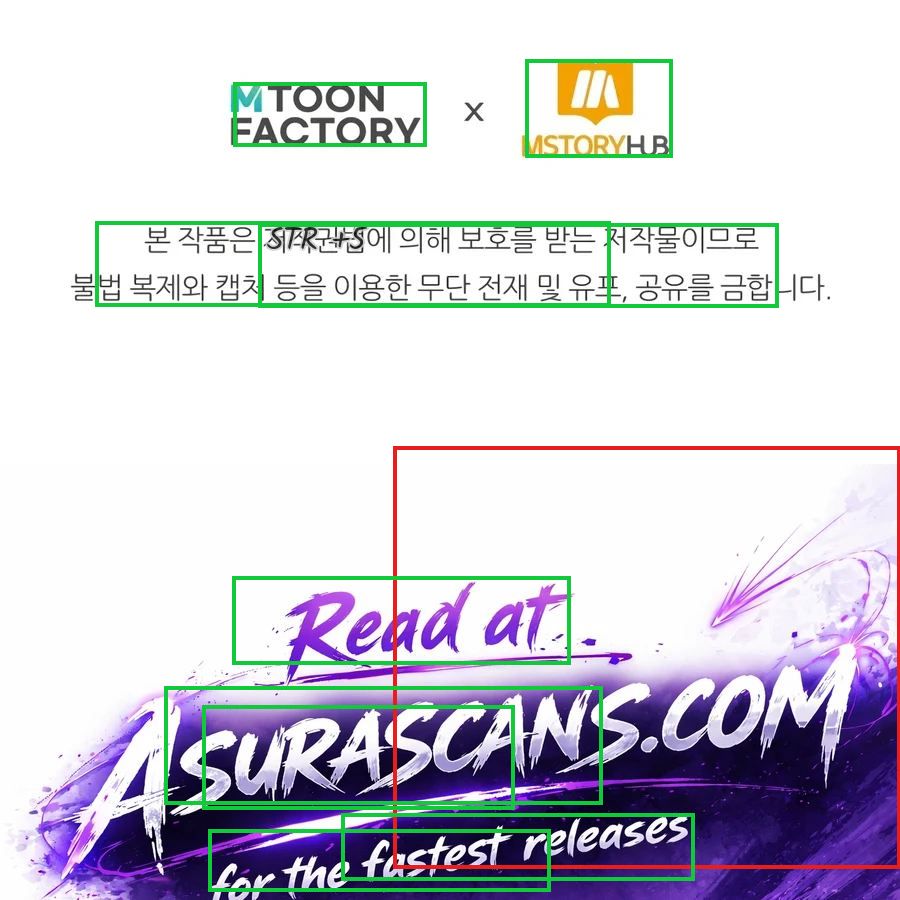 MTOON
FACTORY
x
MSTORYHUB
본 작품은 저작권법에 의해 보호를 받는 저작물이므로
STR +S
불법 복제와 캡처 등을 이용한 무단 전재 및 유포, 공유를 금합니다.
Read at...
ASURASCANS.COM
for the fastest releases